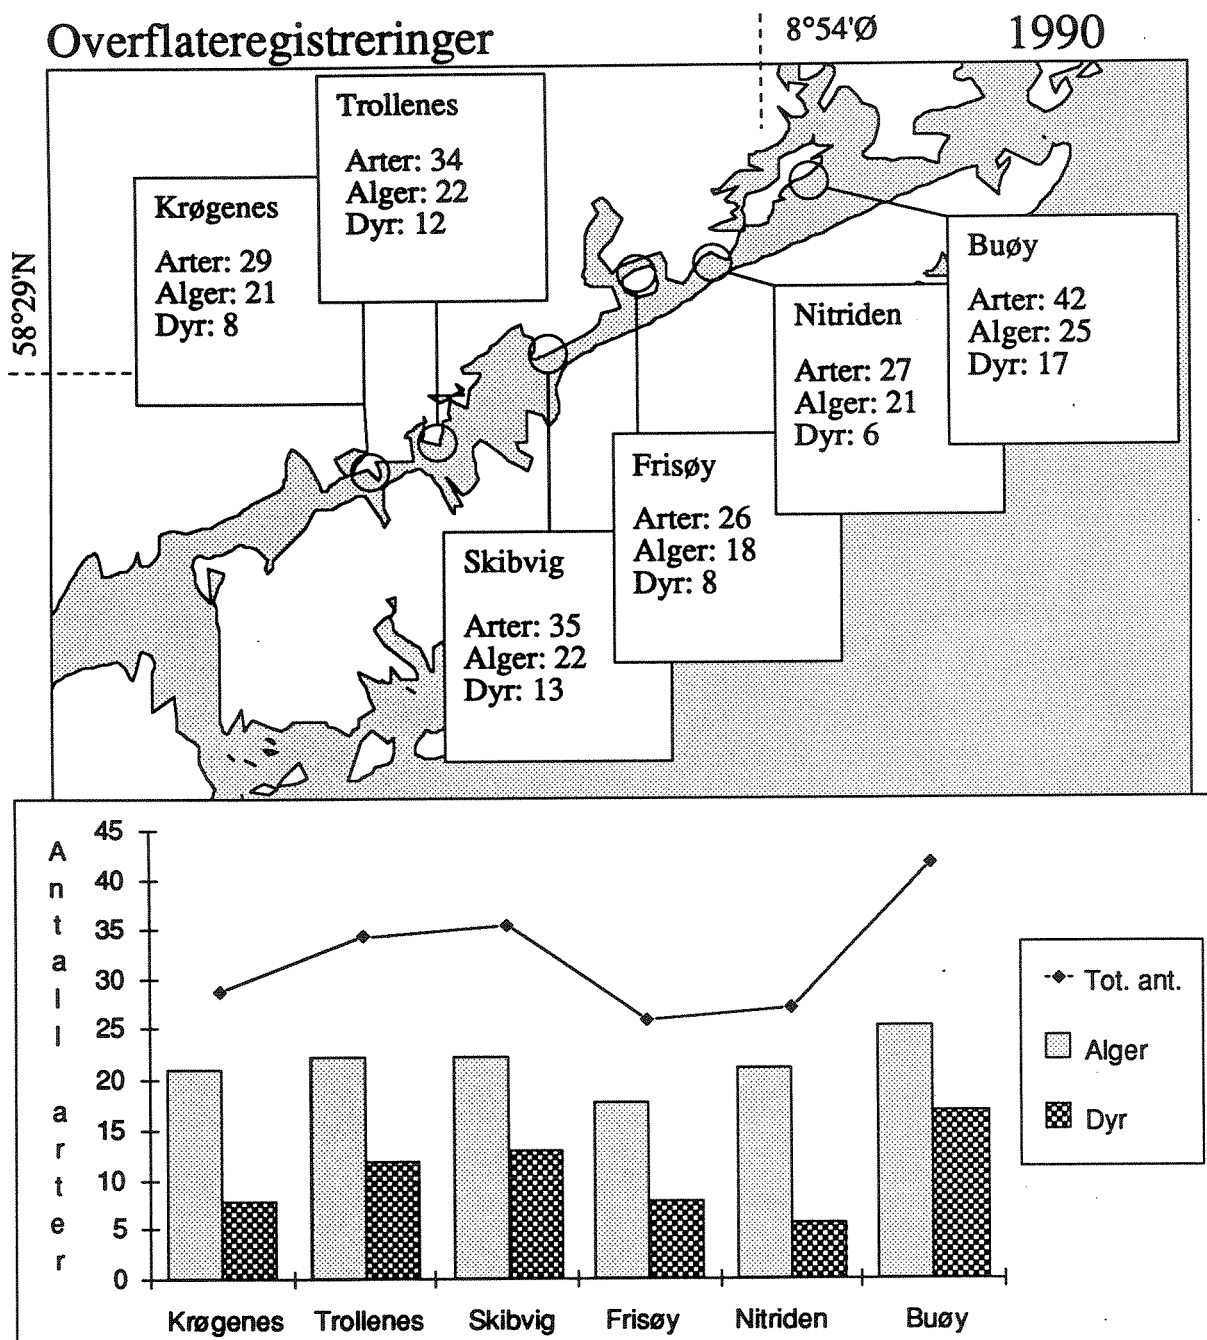 Overflateregistreringer
8°54'Ø
1990
58°29'N
Trollenes
Arter: 34
Alger: 22
Dyr: 12
Krøgenes
Arter: 29
Alger: 21
Dyr: 8
Buøy
Arter: 42
Alger: 25
Dyr: 17
Nitriden
Arter: 27
Alger: 21
Dyr: 6
Frisøy
Arter: 26
Alger: 18
Dyr: 8
Skibvig
Arter: 35
Alger: 22
Dyr: 13
Antall arter
45
40
35
30
25
20
15
10
5
0
Tot. ant.
Alger
Dyr
Krøgenes Trollenes Skibvig Frisøy Nitriden Buøy